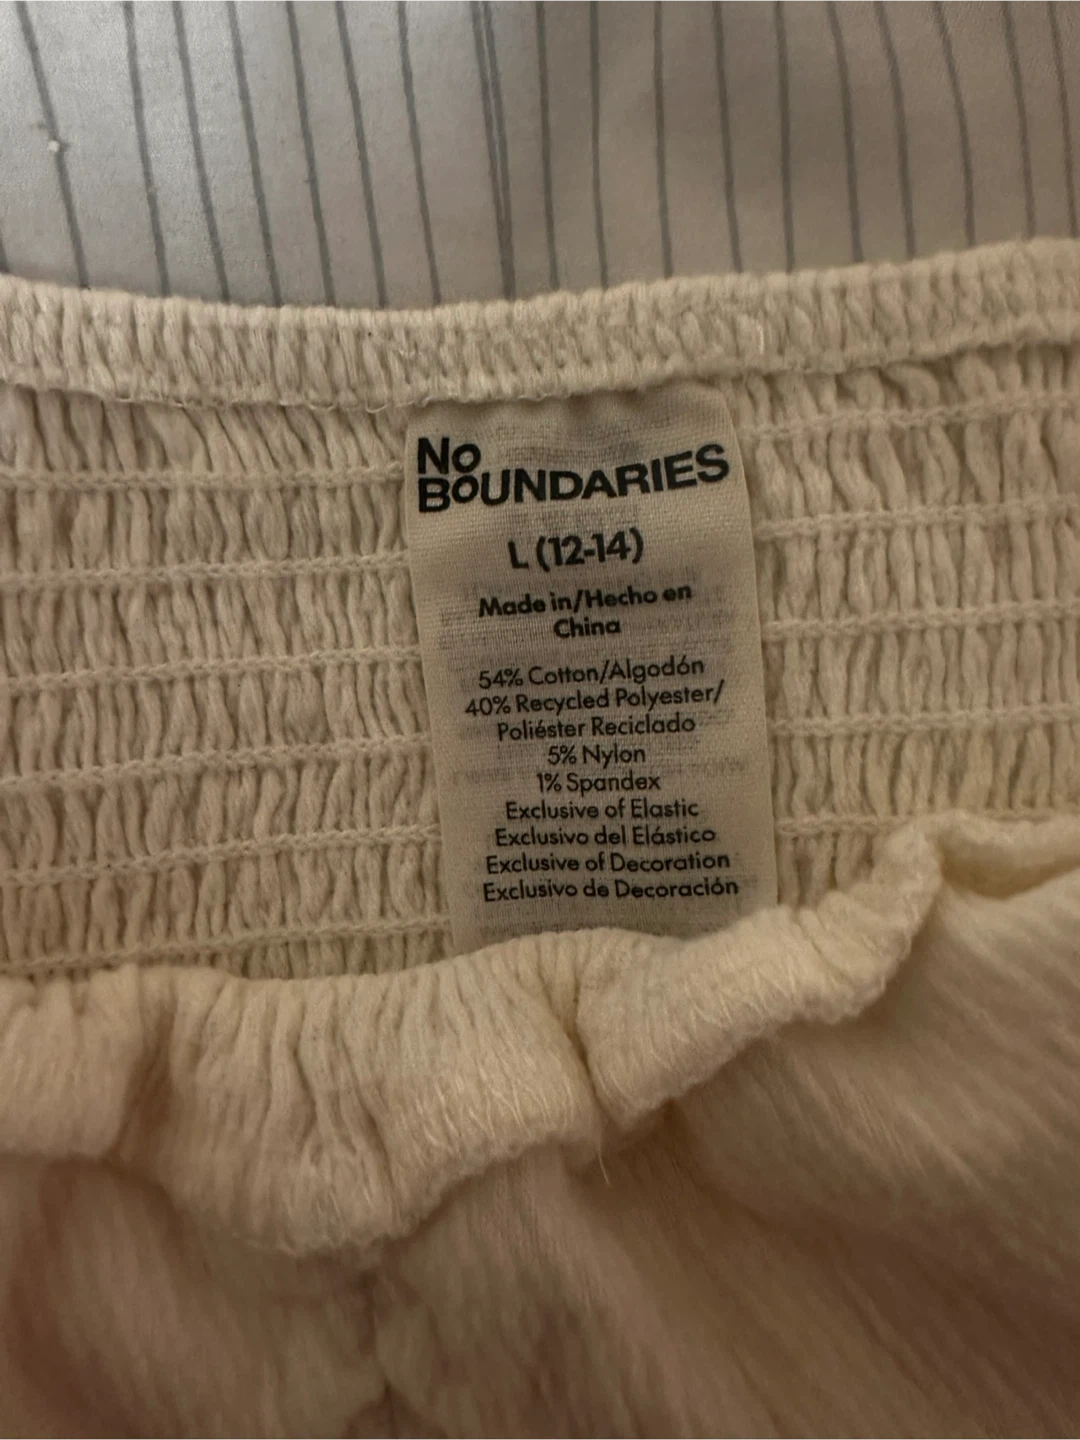 No
BoUNDARIES
L (12-14)
Made in/Hecho en
China
54% Cotton/Algodón
40% Recycled Polyester/
Poliéster Reciclado
5% Nylon
1% Spandex
Exclusive of Elastic
Exclusivo del Elástico
Exclusive of Decoration
Exclusivo de Decoración